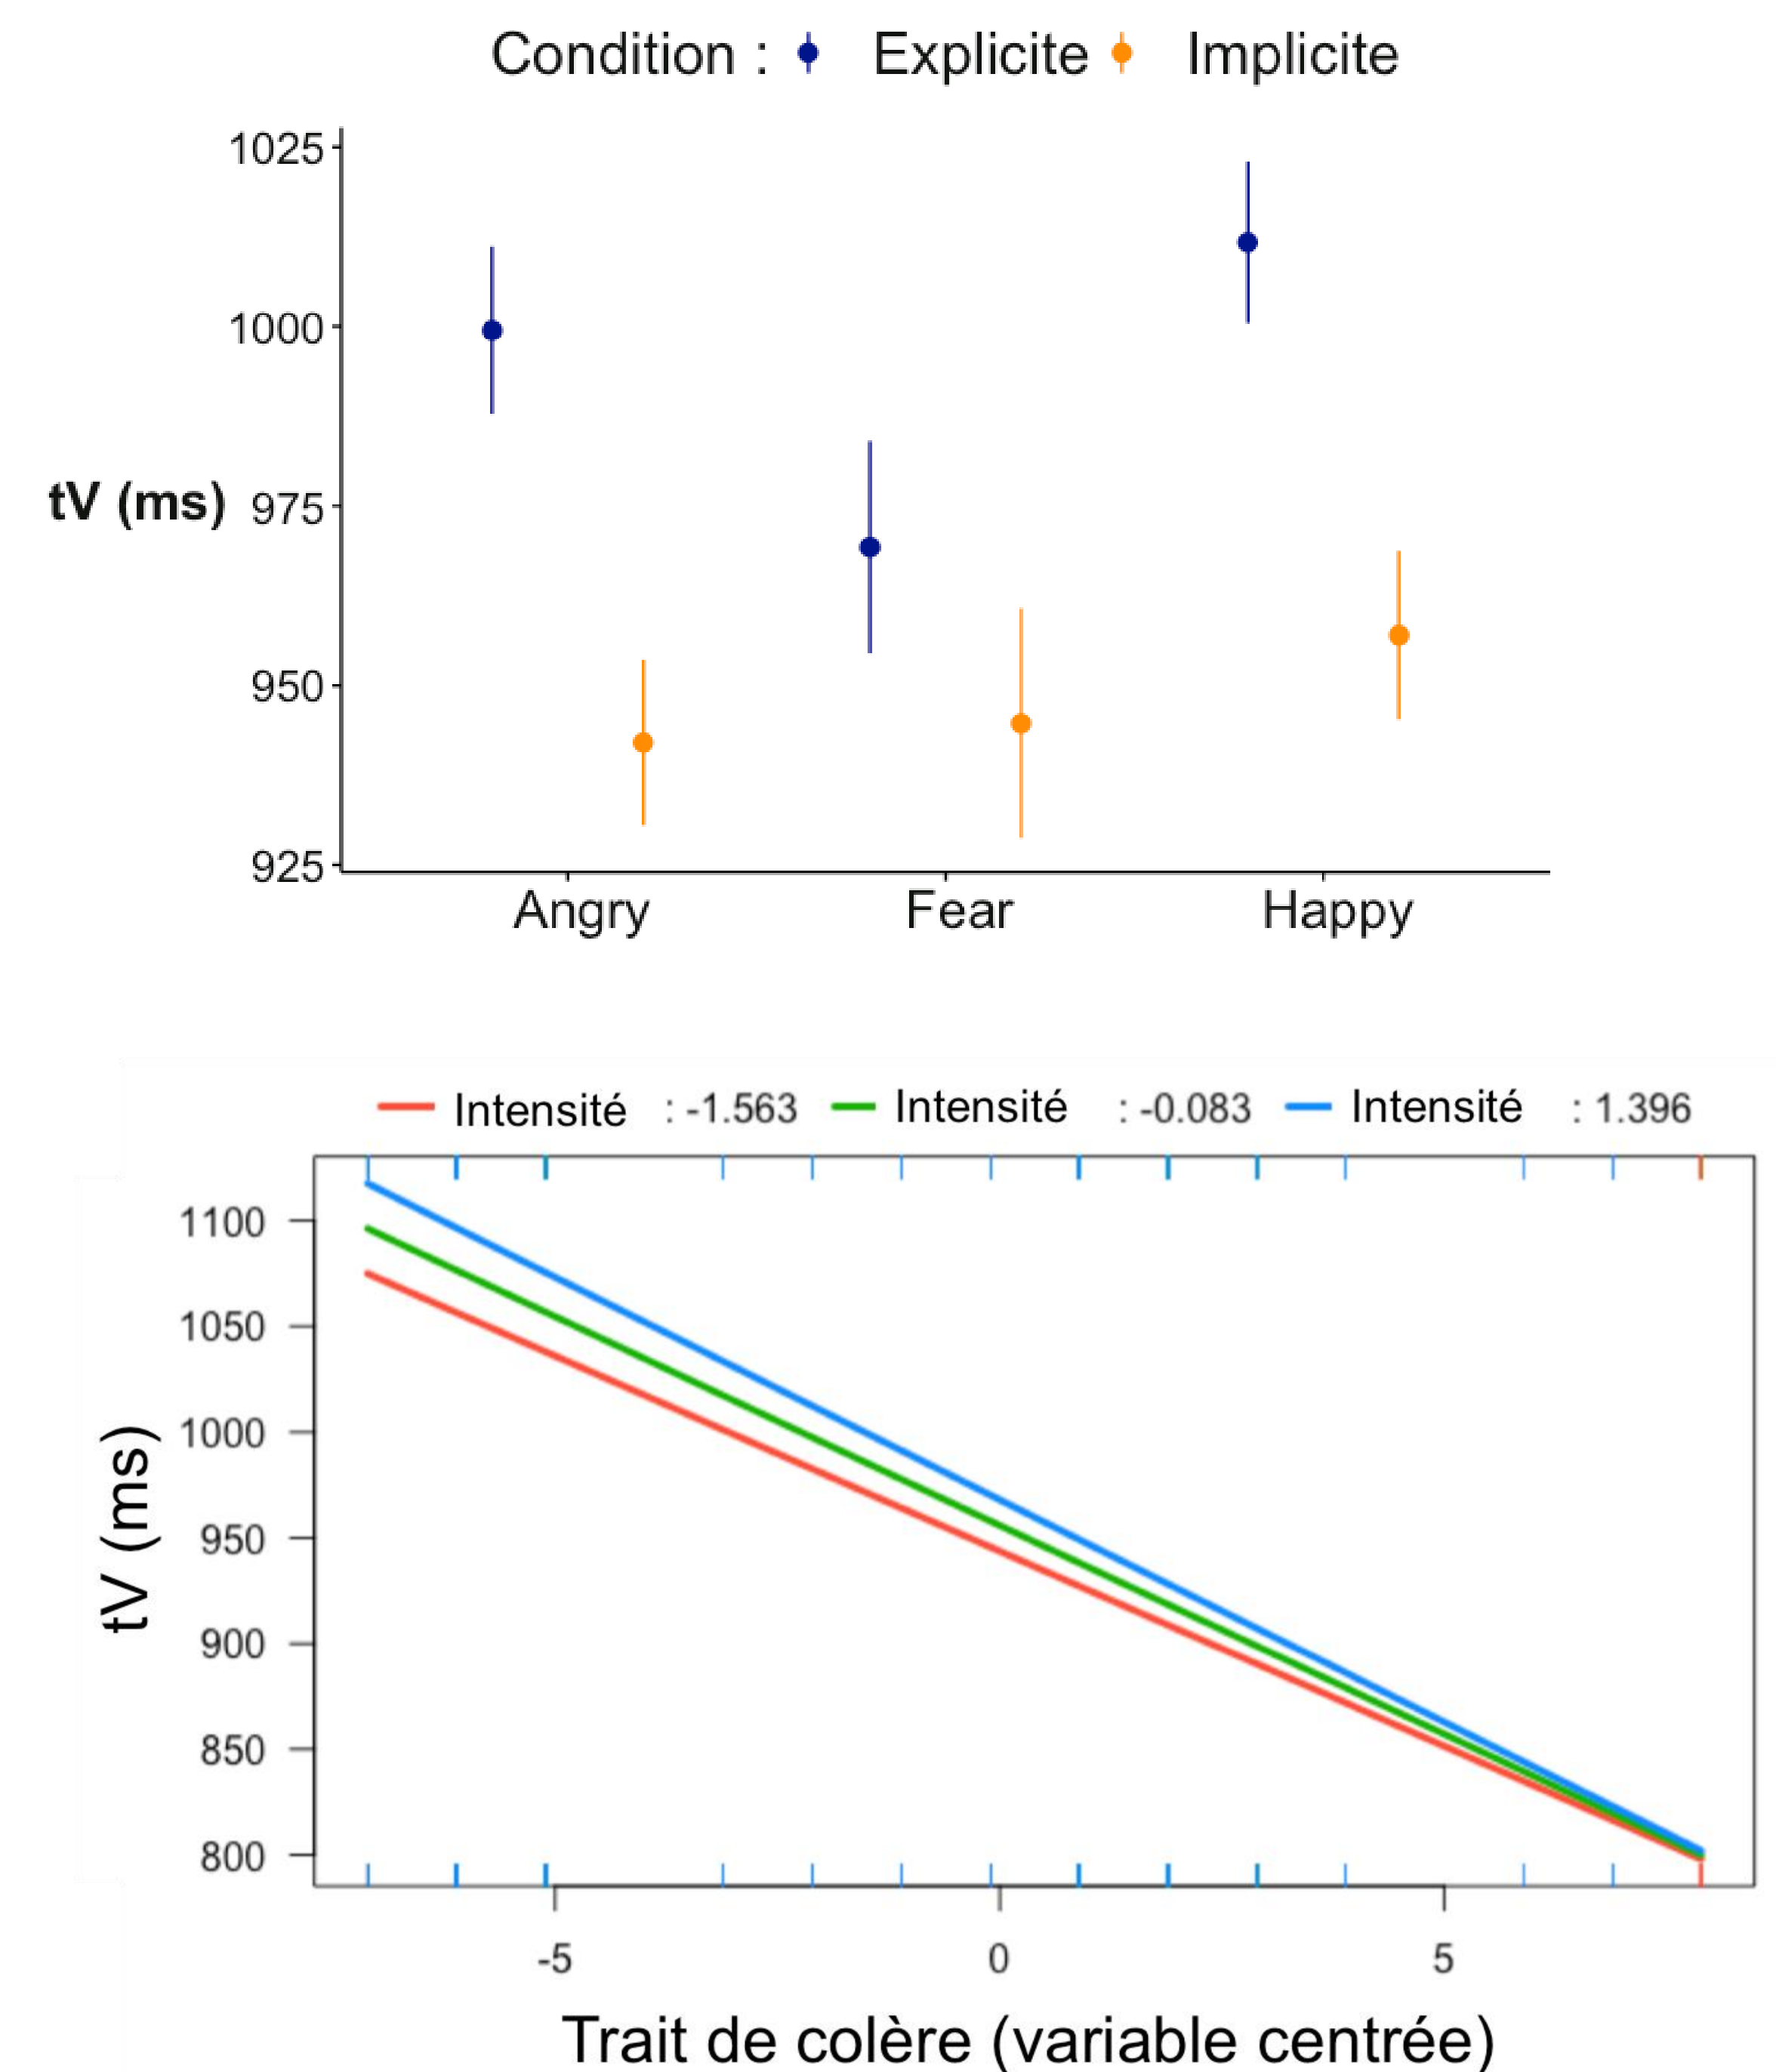 Condition : Explicite Implicite
1025
1000
tV (ms) 975
950
925
Angry Fear Happy
Intensité : -1.563 Intensité : -0.083 Intensité : 1.396
1100
1050
1000
950
900
850
800
tV (ms)
-5 0 5
Trait de colère (variable centrée)